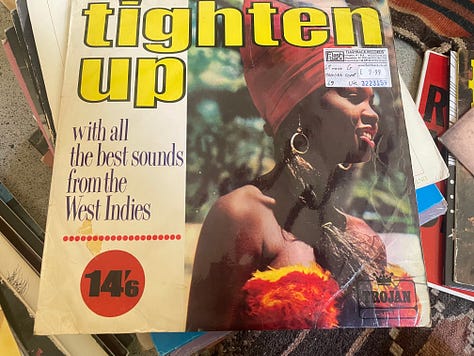 tighten
up
with all
the best sounds
from the
West Indies
14/6
TROJAN
R